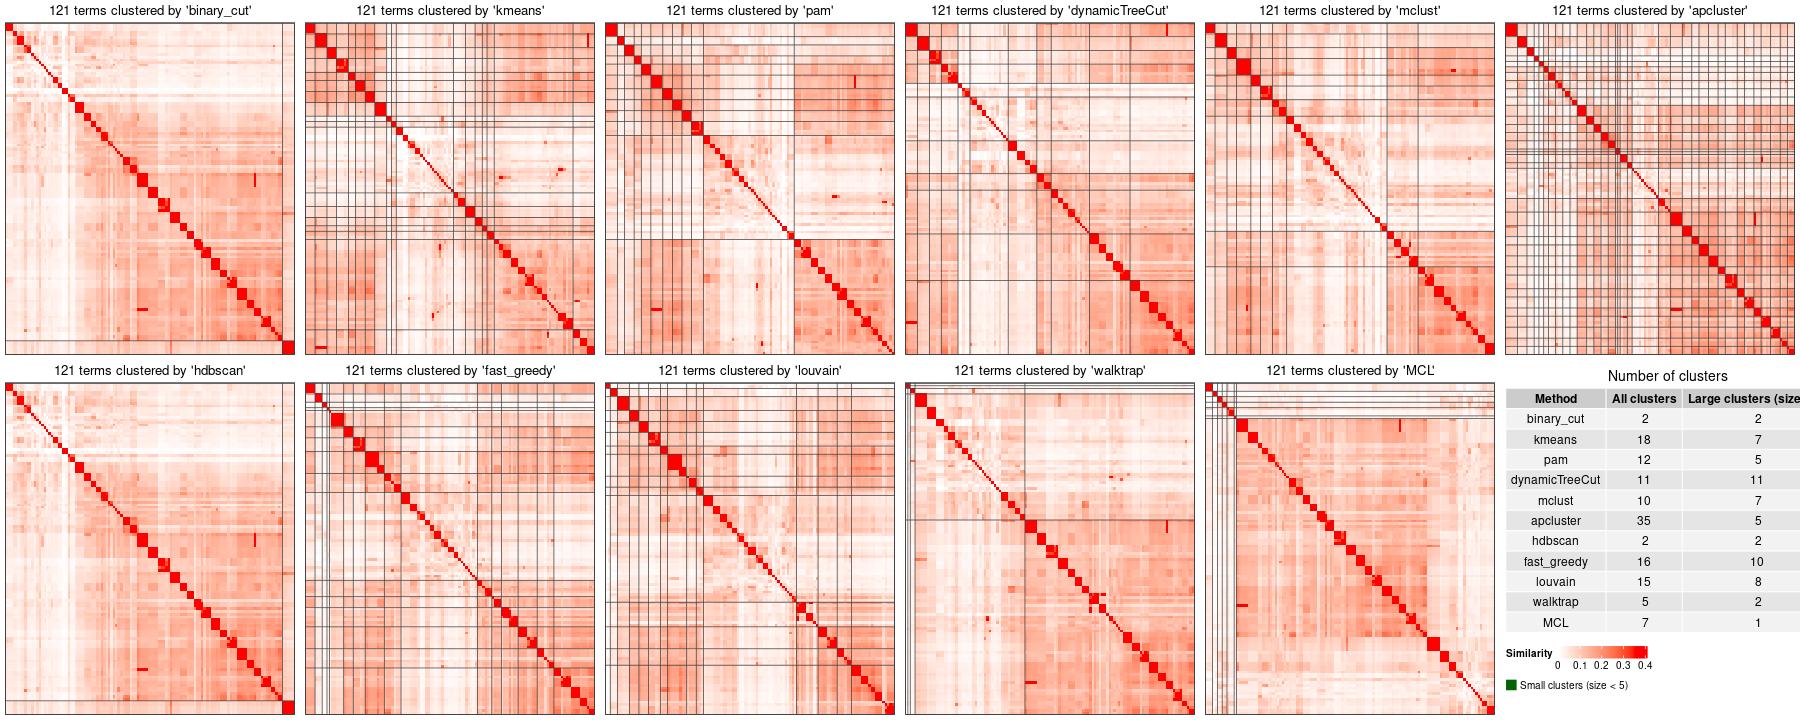 121 terms clustered by 'binary_cut'
121 terms clustered by 'kmeans'
121 terms clustered by 'pam'
121 terms clustered by 'dynamicTreeCut'
121 terms clustered by 'mclust'
121 terms clustered by 'apcluster'
121 terms clustered by 'hdbscan'
121 terms clustered by 'fast_greedy'
121 terms clustered by 'louvain'
121 terms clustered by 'walktrap'
121 terms clustered by 'MCL'
Number of clusters
Method All clusters Large clusters (size
binary_cut 2 2
kmeans 18 7
pam 12 5
dynamicTreeCut 11 11
mclust 10 7
apcluster 35 5
hdbscan 2 2
fast_greedy 16 10
louvain 15 8
walktrap 5 2
MCL 7 1
Similarity
0 0.1 0.2 0.3 0.4
Small clusters (size < 5)